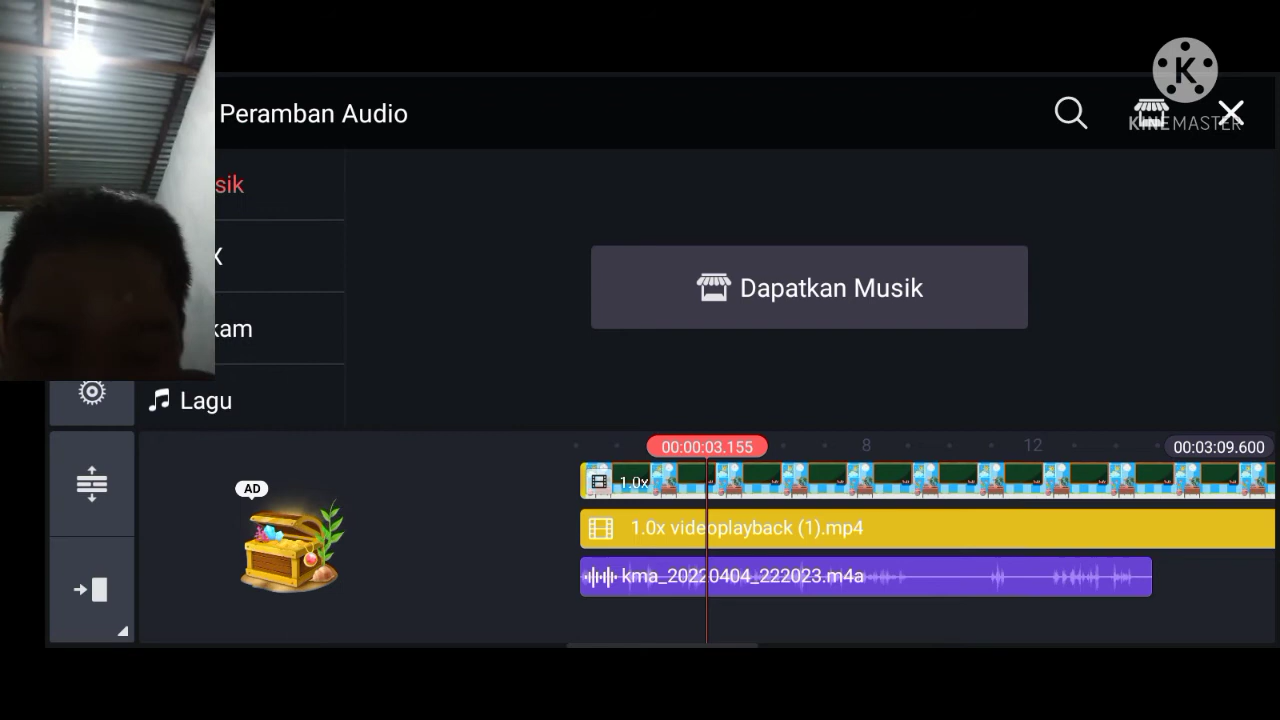 K
KINEMASTER
Peramban Audio
sik
X
kam
Lagu
Dapatkan Musik
00:00:03.155
8
12
00:03:09.600
AD
1.0x
1.0x videoplayback (1).mp4
kma_20220404_222023.m4a